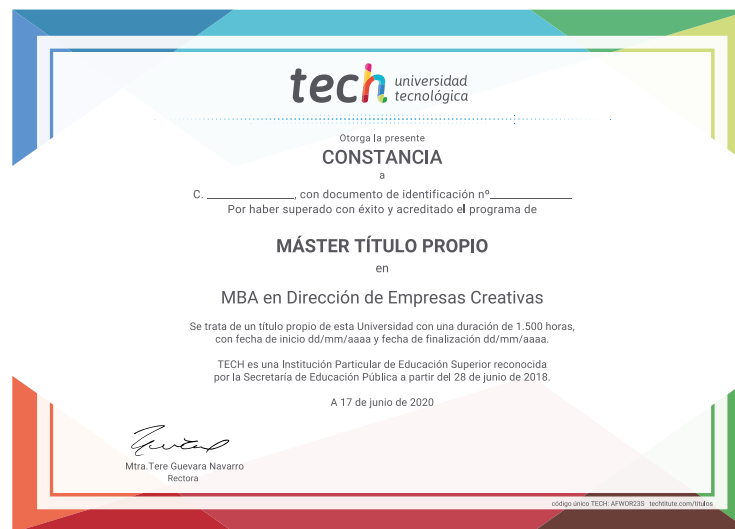 tech universidad
tecnológica
Otorga la presente
CONSTANCIA
a
C. ________________, con documento de identificación nº____________
Por haber superado con éxito y acreditado el programa de
MÁSTER TÍTULO PROPIO
en
MBA en Dirección de Empresas Creativas
Se trata de un título propio de esta Universidad con una duración de 1.500 horas,
con fecha de inicio dd/mm/aaaa y fecha de finalización dd/mm/aaaa.
TECH es una Institución Particular de Educación Superior reconocida
por la Secretaría de Educación Pública a partir del 28 de junio de 2018.
A 17 de junio de 2020
Mtra.Tere Guevara Navarro
Rectora
código único TECH: AFWOR23S techtitute.com/títulos